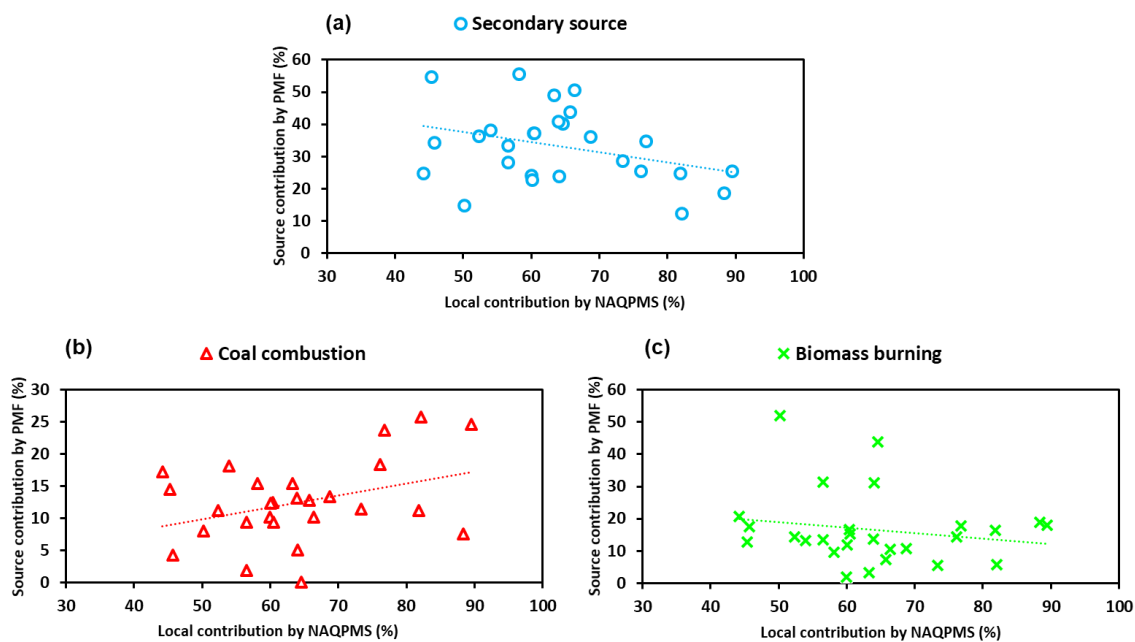 (a)
Secondary source
Source contribution by PMF (%)
60
50
40
30
20
10
0
30 40 50 60 70 80 90 100
Local contribution by NAQPMS (%)
(b)
Coal combustion
Source contribution by PMF (%)
30
25
20
15
10
5
0
30 40 50 60 70 80 90 100
Local contribution by NAQPMS (%)
(c)
Biomass burning
Source contribution by PMF (%)
60
50
40
30
20
10
0
30 40 50 60 70 80 90 100
Local contribution by NAQPMS (%)